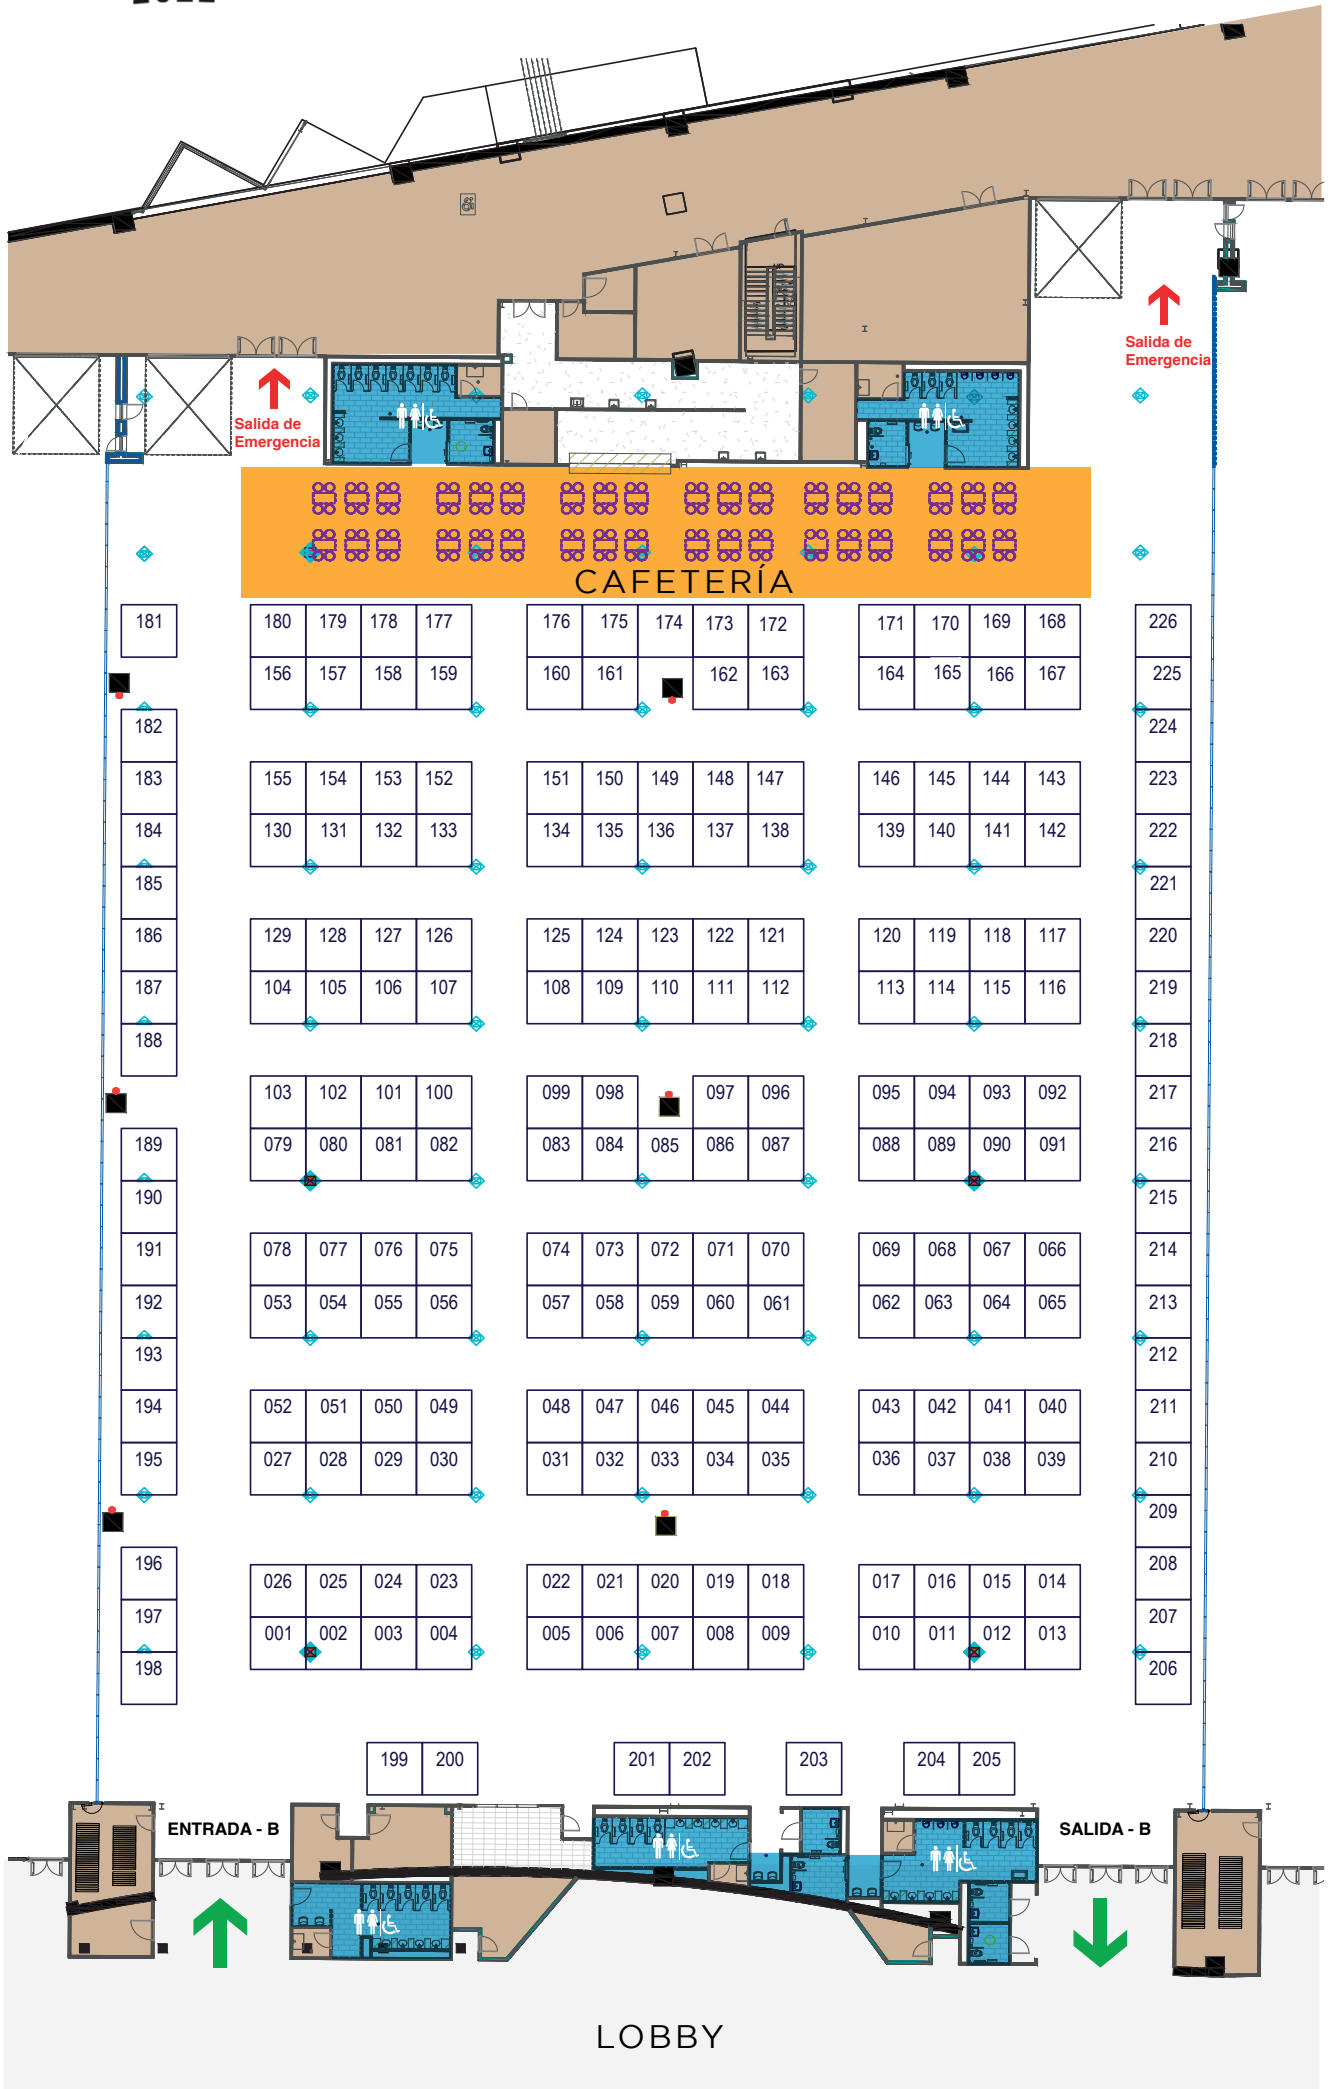 Salida de
Emergencia
Salida de
Emergencia
CAFETERÍA
181 180 179 178 177 176 175 174 173 172 171 170 169 168 226
156 157 158 159 160 161 162 163 164 165 166 167 225
182 224
183 155 154 153 152 151 150 149 148 147 146 145 144 143 223
184 130 131 132 133 134 135 136 137 138 139 140 141 142 222
185 221
186 129 128 127 126 125 124 123 122 121 120 119 118 117 220
187 104 105 106 107 108 109 110 111 112 113 114 115 116 219
188 218
103 102 101 100 099 098 097 096 095 094 093 092 217
189 079 080 081 082 083 084 085 086 087 088 089 090 091 216
190 215
191 078 077 076 075 074 073 072 071 070 069 068 067 066 214
192 053 054 055 056 057 058 059 060 061 062 063 064 065 213
193 212
194 052 051 050 049 048 047 046 045 044 043 042 041 040 211
195 027 028 029 030 031 032 033 034 035 036 037 038 039 210
209
196 026 025 024 023 022 021 020 019 018 017 016 015 014 208
197 001 002 003 004 005 006 007 008 009 010 011 012 013 207
198 206
199 200 201 202 203 204 205
ENTRADA - B SALIDA - B
LOBBY